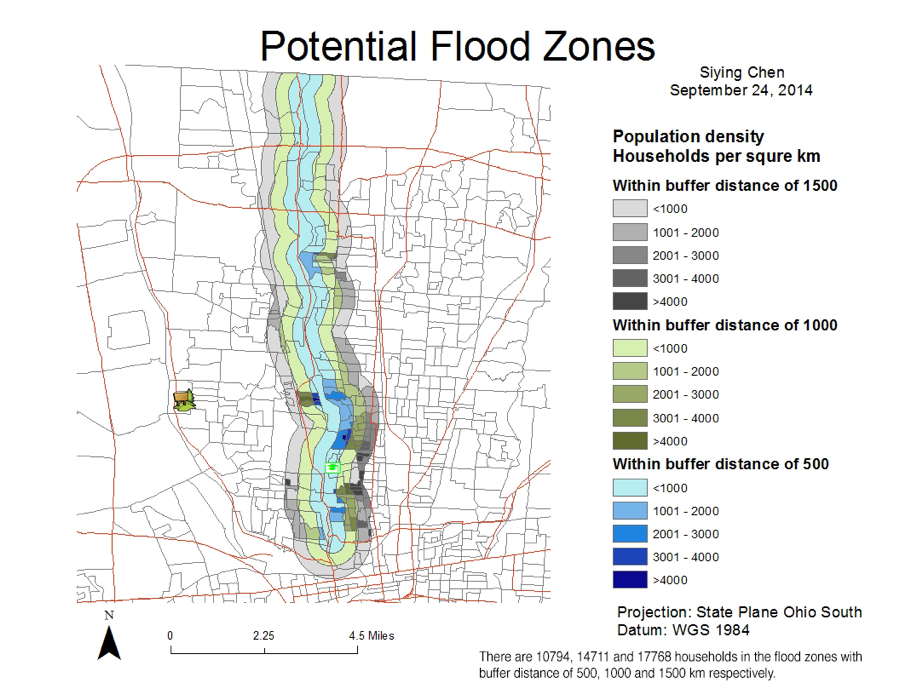 Potential Flood Zones
Siying Chen
September 24, 2014
Population density
Households per squre km
Within buffer distance of 1500
<1000
1001 - 2000
2001 - 3000
3001 - 4000
>4000
Within buffer distance of 1000
<1000
1001 - 2000
2001 - 3000
3001 - 4000
>4000
Within buffer distance of 500
<1000
1001 - 2000
2001 - 3000
3001 - 4000
>4000
Projection: State Plane Ohio South
Datum: WGS 1984
N
0 2.25 4.5 Miles
There are 10794, 14711 and 17768 households in the flood zones with
buffer distance of 500, 1000 and 1500 km respectively.